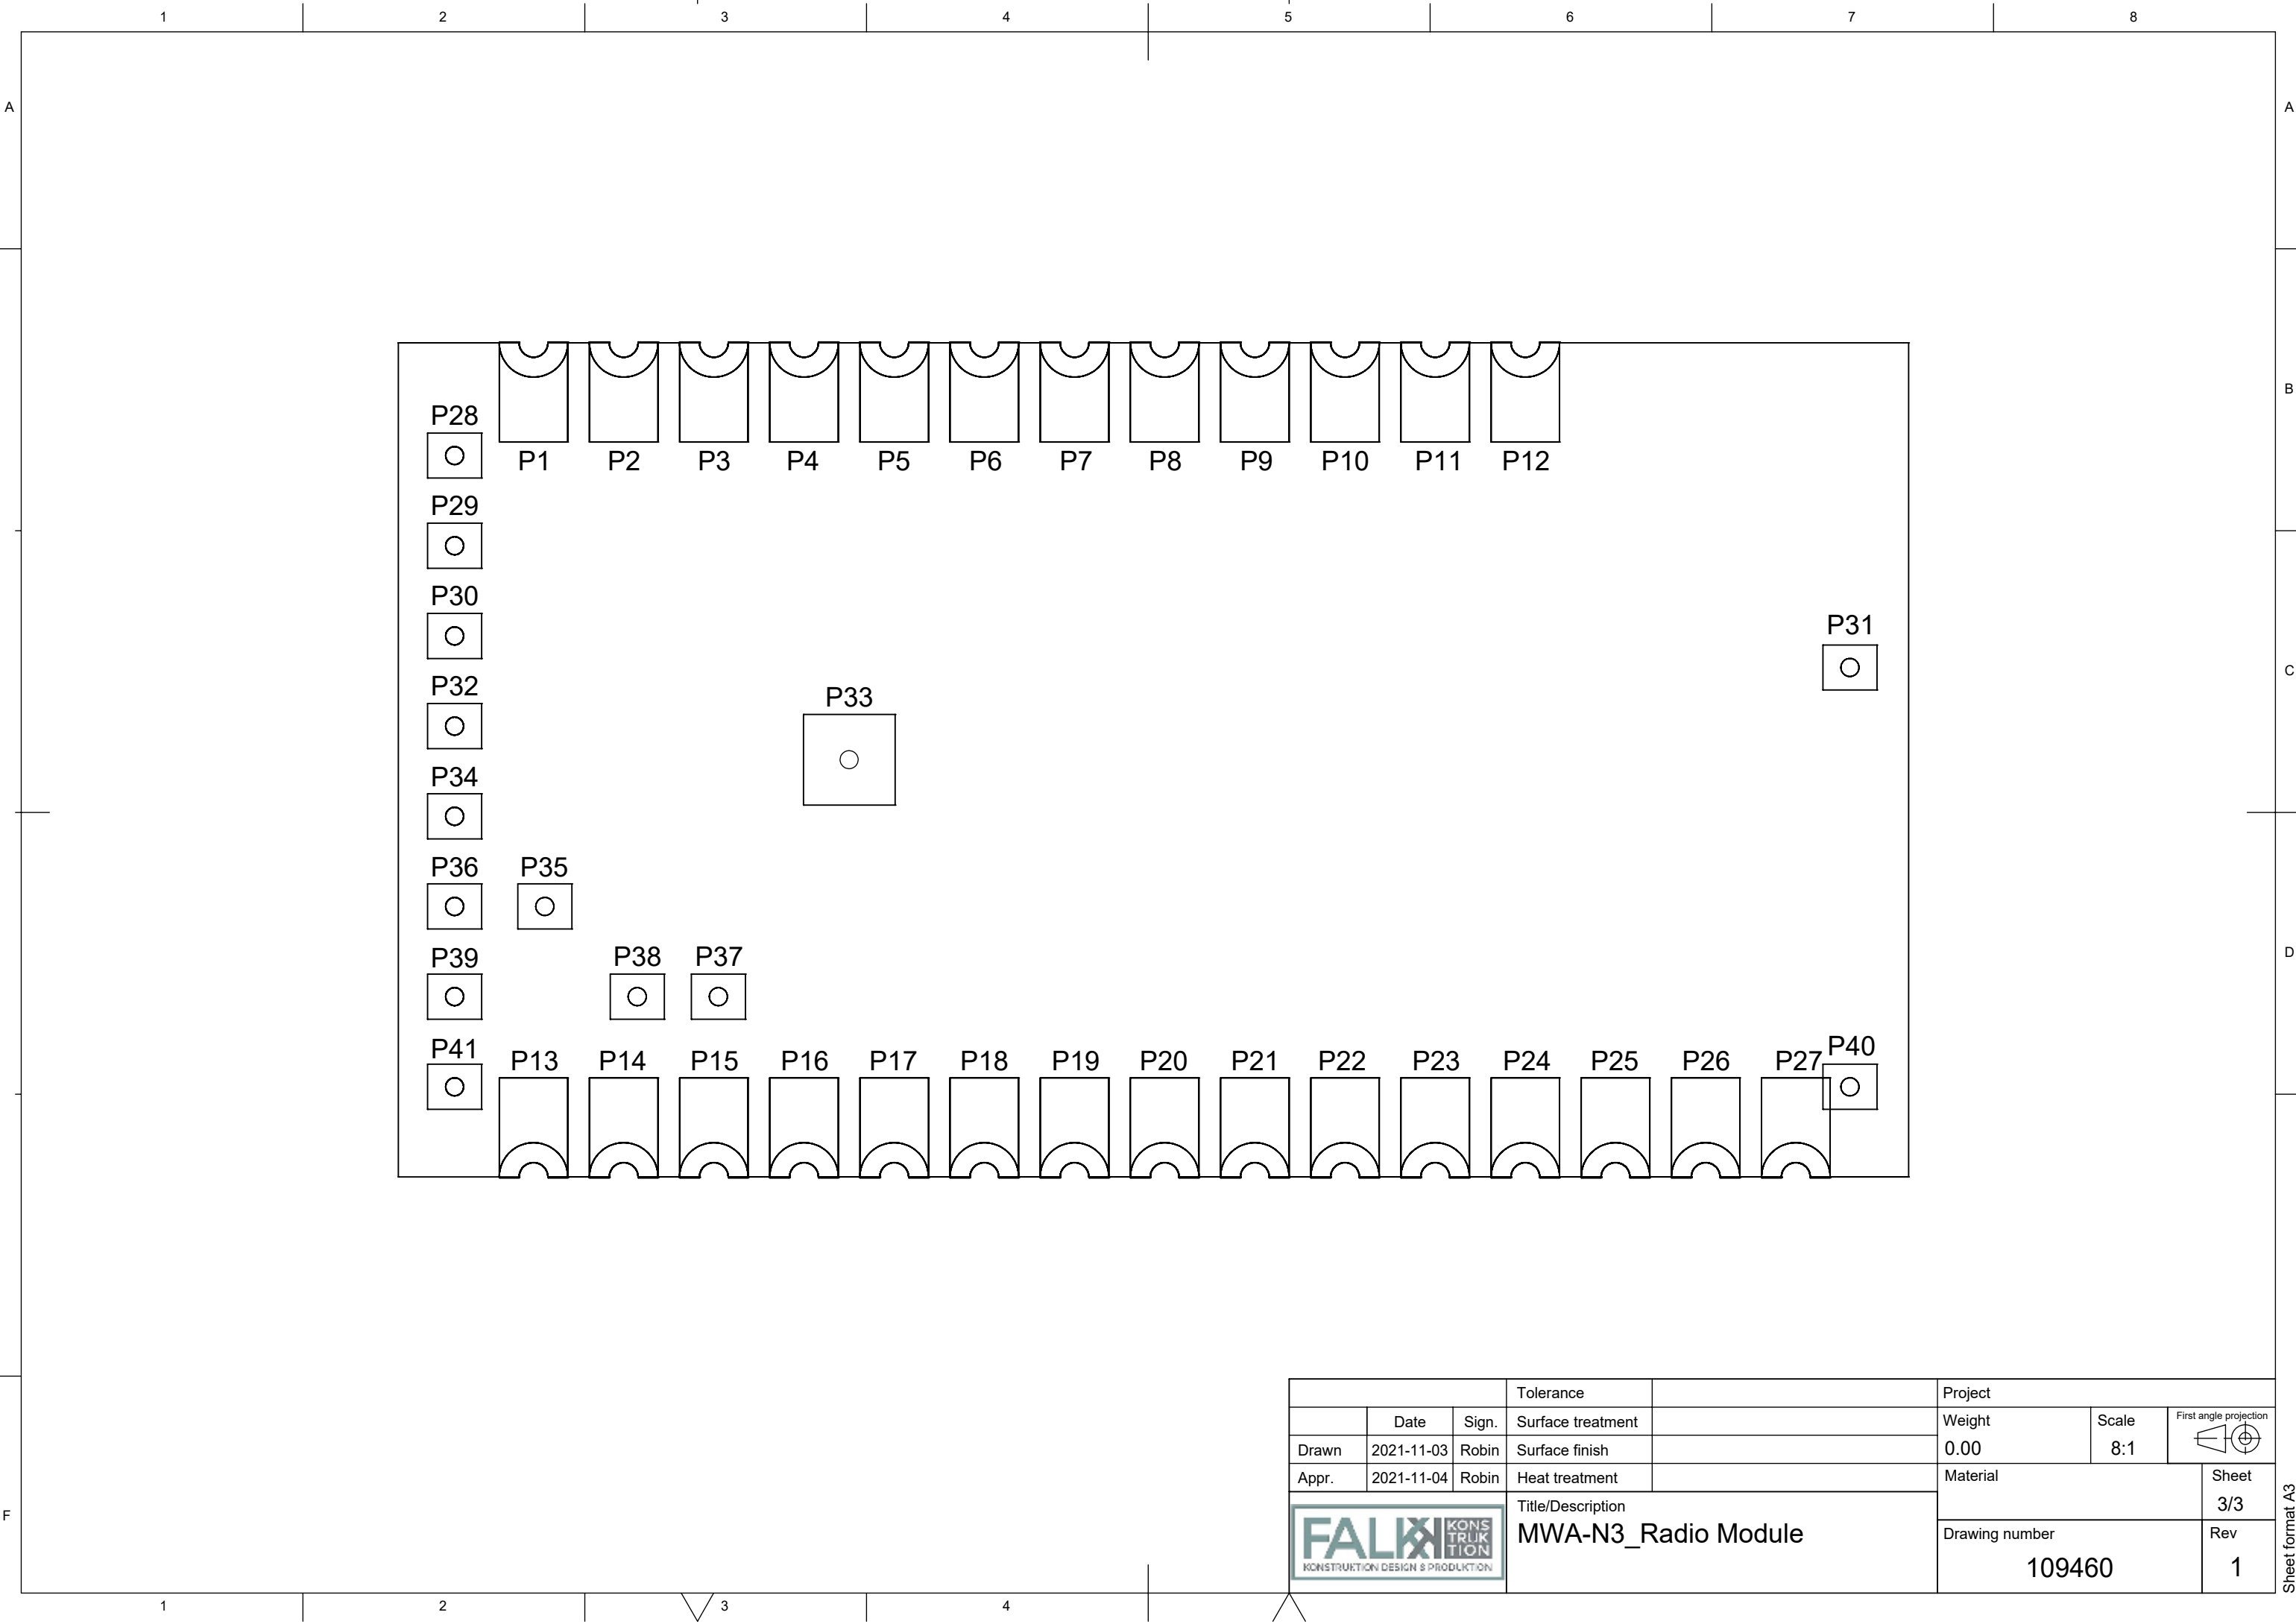 1 2 3 4 5 6 7 8
A A
B
P28
P1 P2 P3 P4 P5 P6 P7 P8 P9 P10 P11 P12
P29
P30
P31
C
P32
P33
P34
P36 P35
P39 P38 P37
D
P41 P13 P14 P15 P16 P17 P18 P19 P20 P21 P22 P23 P24 P25 P26 P27 P40
Tolerance Project
Date Sign. Surface treatment Weight Scale First angle projection
Drawn 2021-11-03 Robin Surface finish 0.00 8:1
Appr. 2021-11-04 Robin Heat treatment Material Sheet
3/3
F
Title/Description
MWA-N3_Radio Module
FALK KONS
TRUK
TION
KONSTRUKTION DESIGN & PRODUKTION
Drawing number Rev
109460 1
Sheet format A3
1 2 3 4